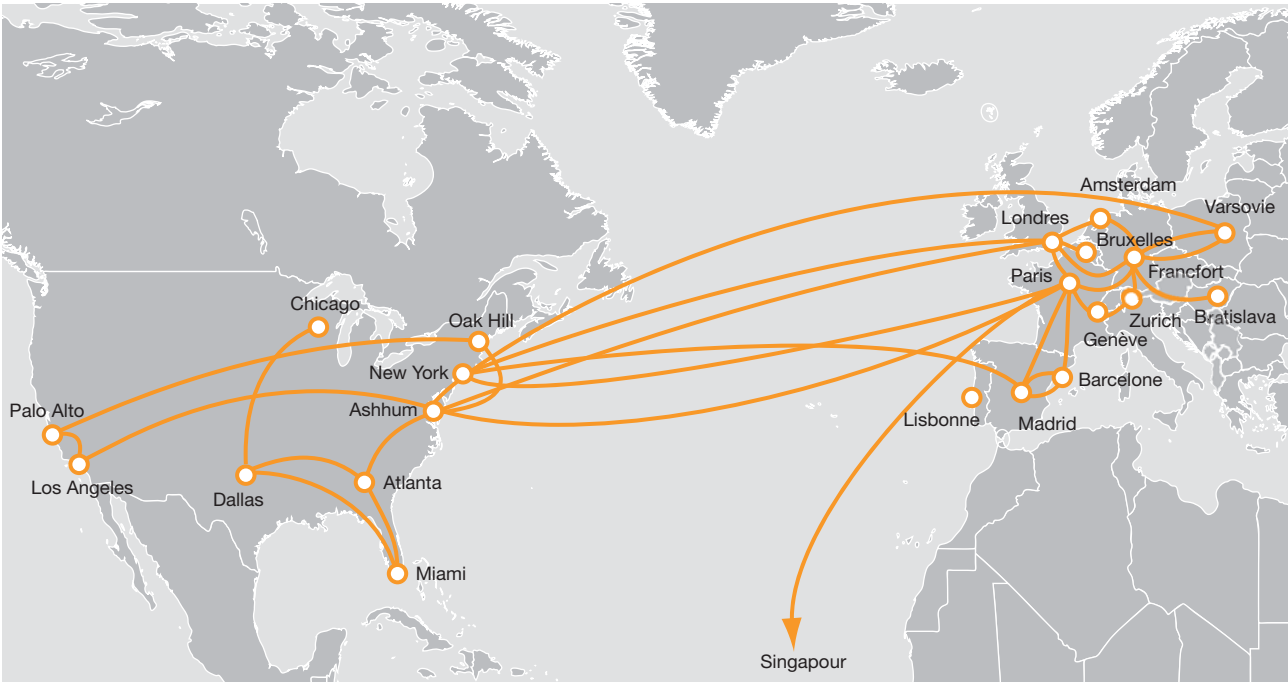 Amsterdam
Londres
Varsovie
Bruxelles
Paris
Francfort
Chicago
Oak Hill
Zurich
Bratislava
Genève
New York
Barcelone
Palo Alto
Ashhum
Lisbonne
Madrid
Los Angeles
Dallas
Atlanta
Miami
Singapour